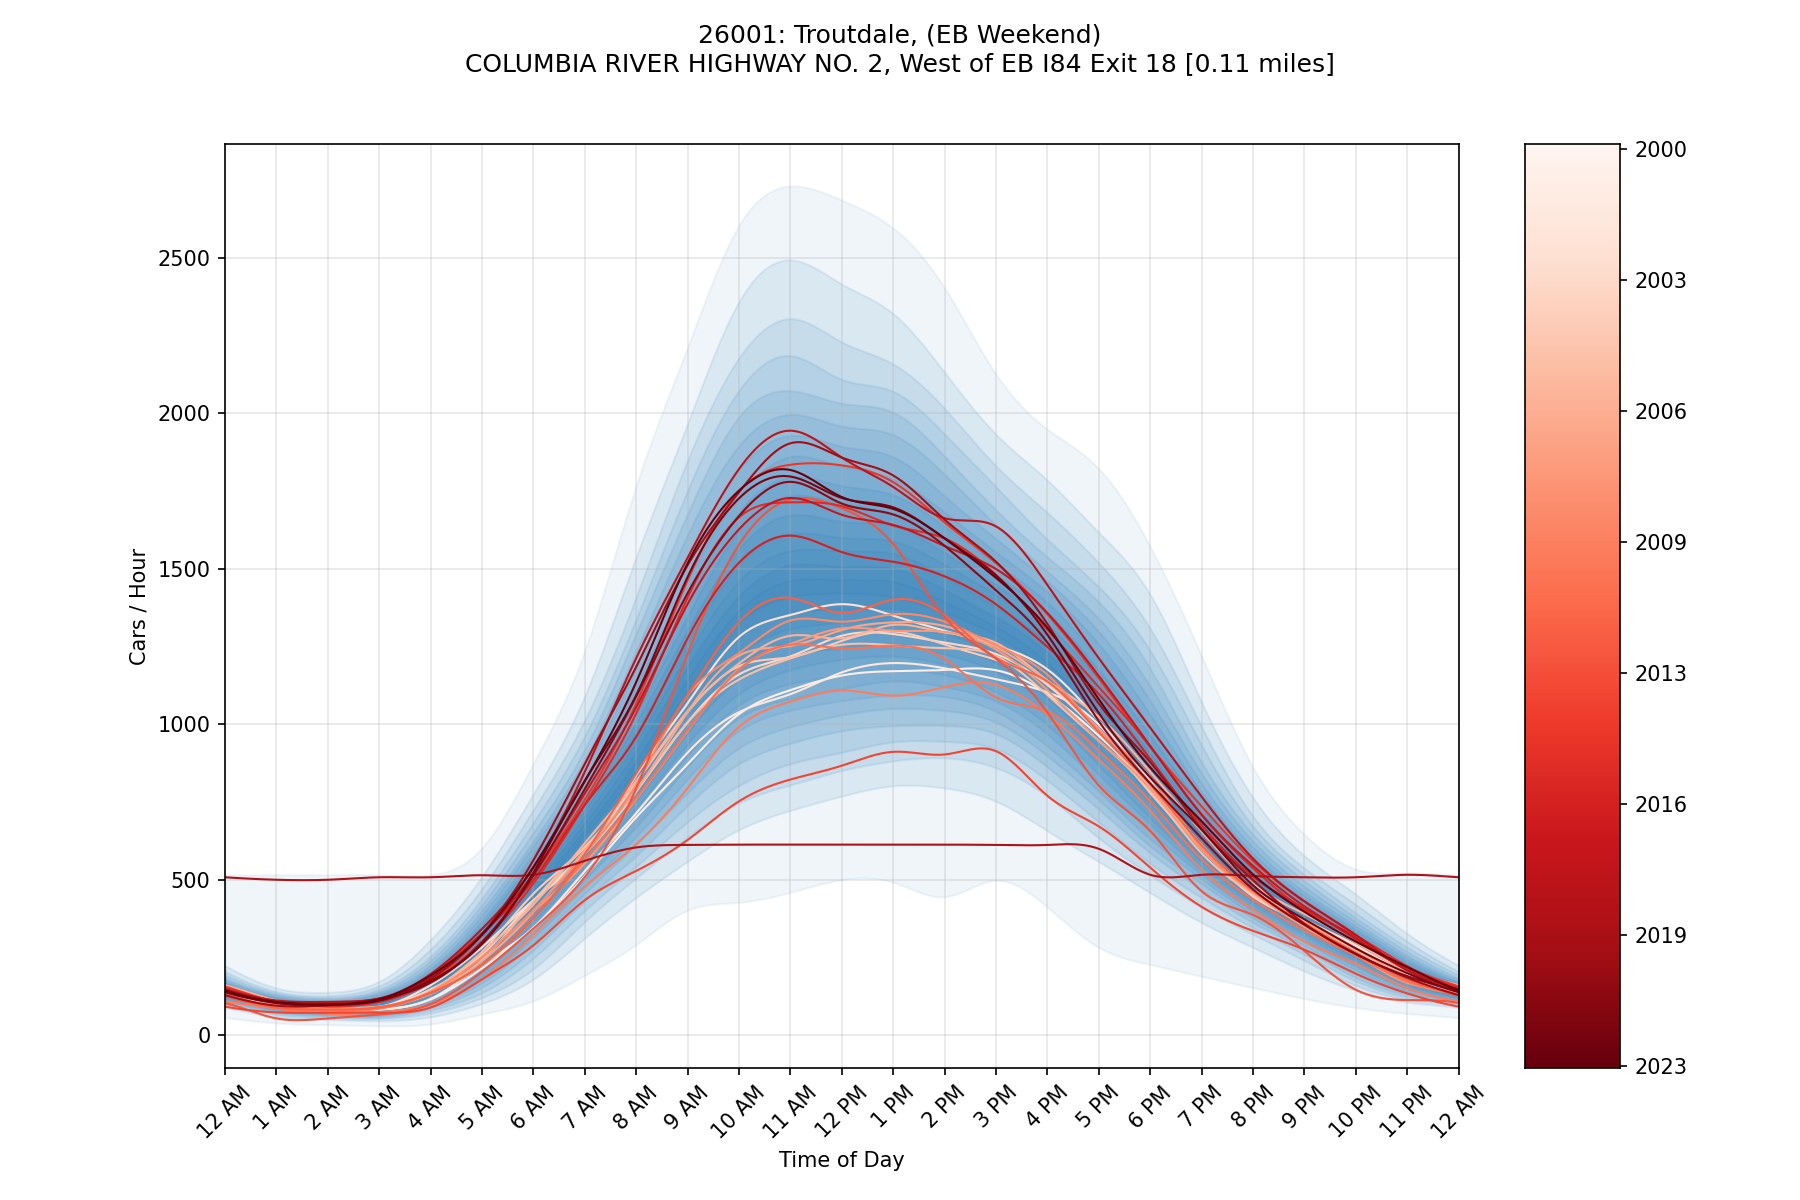 26001: Troutdale, (EB Weekend)
COLUMBIA RIVER HIGHWAY NO. 2, West of EB I84 Exit 18 [0.11 miles]
Cars / Hour
2500
2000
1500
1000
500
0
12 AM
1 AM
2 AM
3 AM
4 AM
5 AM
6 AM
7 AM
8 AM
9 AM
10 AM
11 AM
12 PM
1 PM
2 PM
3 PM
4 PM
5 PM
6 PM
7 PM
8 PM
9 PM
10 PM
11 PM
12 AM
Time of Day
2000
2003
2006
2009
2013
2016
2019
2023